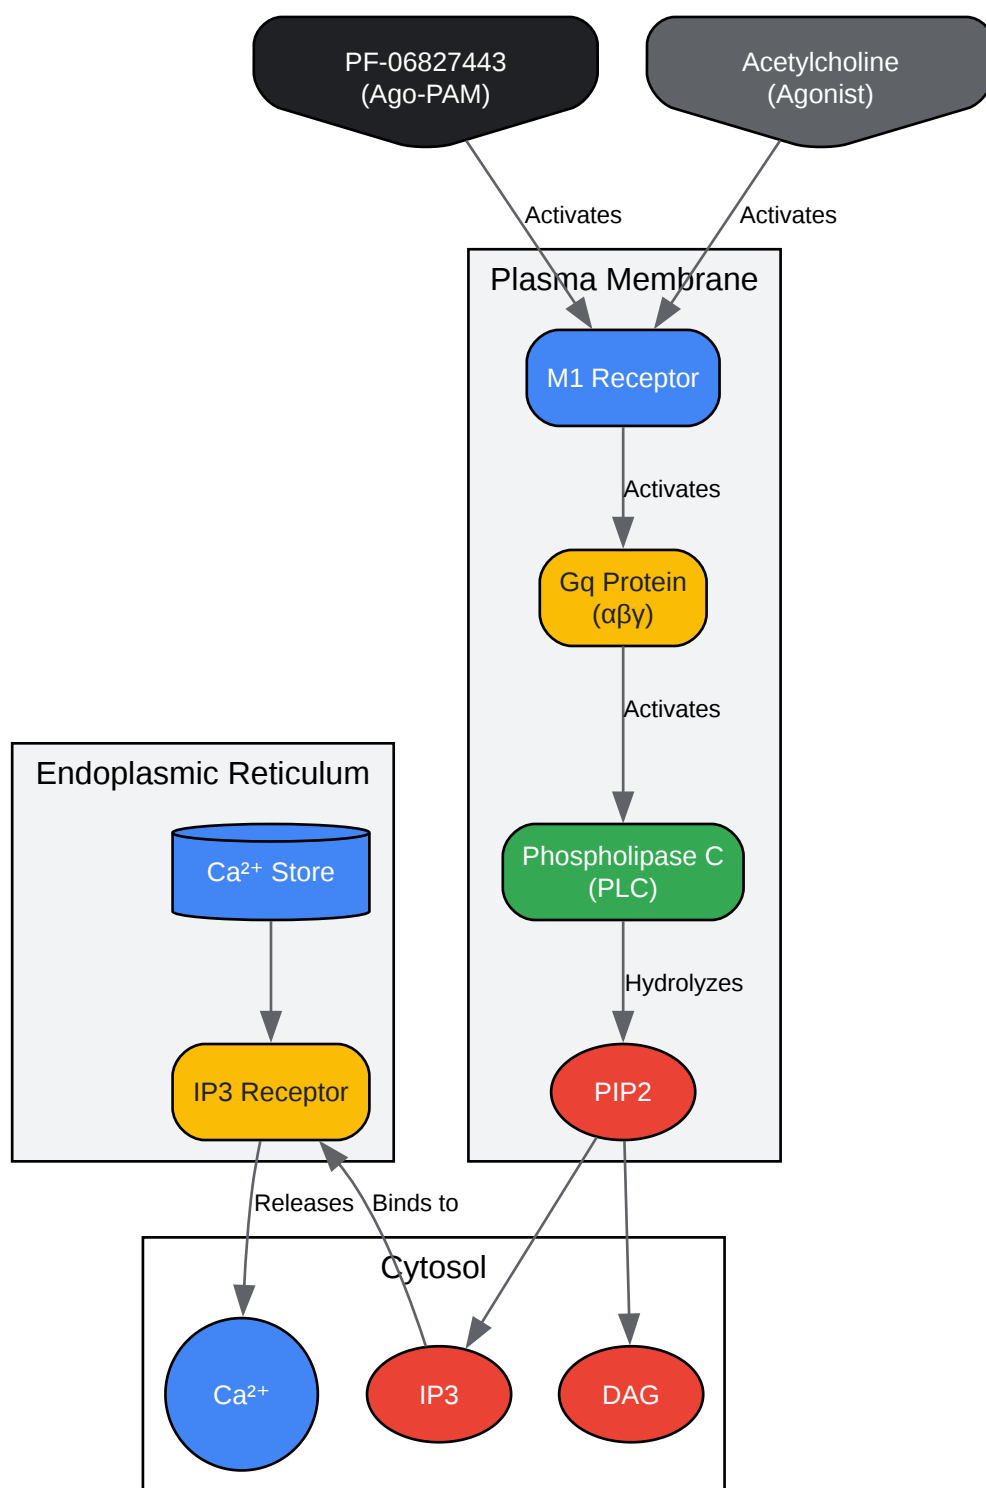 PF-06827443
(Ago-PAM)
Acetylcholine
(Agonist)
Activates
Activates
Plasma Membrane
M1 Receptor
Activates
Gq Protein
(αβγ)
Activates
Endoplasmic Reticulum
Ca²⁺ Store
Phospholipase C
(PLC)
Hydrolyzes
IP3 Receptor
PIP2
Releases
Binds to
Cytosol
Ca²⁺
IP3
DAG